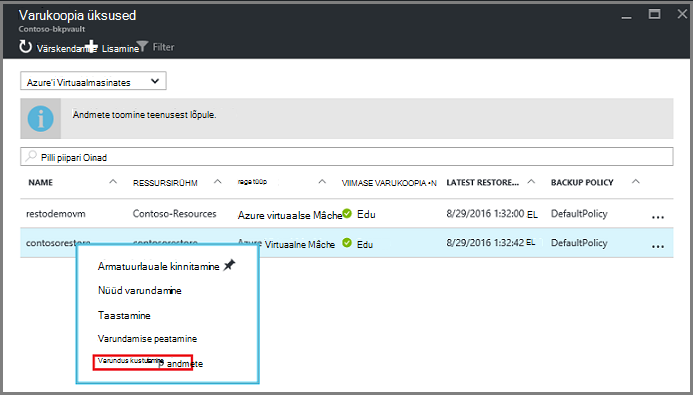 Varukoopia üksused
Contoso-bkpvault
Värskendamine Lisamine Filter
Azure'i Virtuaalmasinates
Andmete toomine teenusest lõpule.
Pilli piipari Oinad
NAME RESSURSIRÜHM tüüp VIIMASE VARUKOOPIA •N LATEST RESTORE... BACKUP POLICY
restodemovm Contoso-Resources Azure virtuaalse Mâche Edu 8/29/2016 1:32:00 EL DefaultPolicy ...
contosorestore contosorestore Azure Virtuaalne Mâche Edu 8/29/2016 1:32:42 EL DefaultPolicy ...
Armatuurlauale kinnitamine
Nüüd varundamine
Taastamine
Varundamise peatamine
Varundus kustutamine andmete